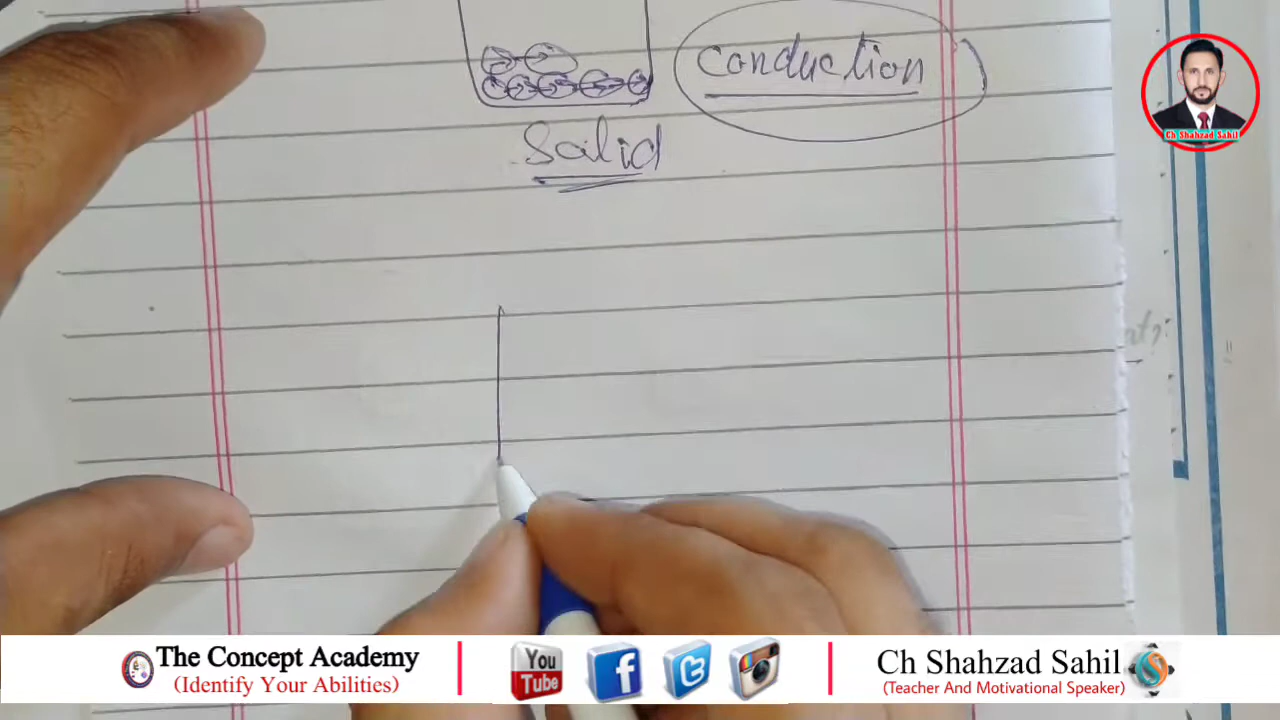 conduction
Solid
Ch Shahzad Sahil
The Concept Academy
(Identify Your Abilities)
You
Tube
Ch Shahzad Sahil
(Teacher And Motivational Speaker)